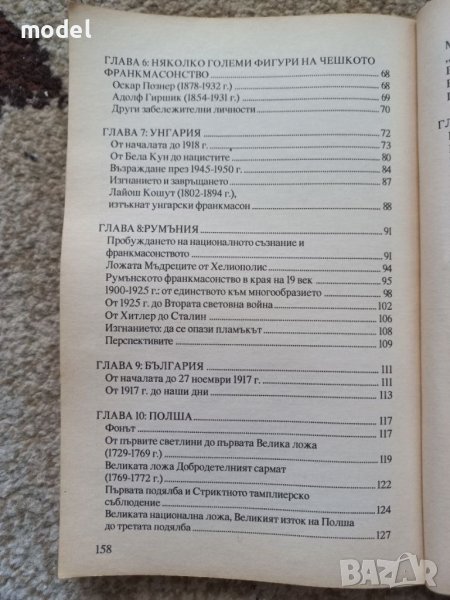 model
ГЛАВА 6: НЯКОЛКО ГОЛЕМИ ФИГУРИ НА ЧЕШКОТО
ФРАНКМАСОНСТВО 68
Оскар Познер (1878-1932 г.) 68
Адолф Гиршик (1854-1931 г.) 69
Други забележителни личности 70
ГЛАВА 7: УНГАРИЯ 72
От началата до 1918 г. 73
От Бела Кун до нацистите 80
Възраждане през 1945-1950 г. 84
Изгнанието и завръщането 87
Лайош Кошут (1802-1894 г.),
изтъкнат унгарски франкмасон 88
ГЛАВА 8:РУМЪНИЯ 91
Пробуждането на националното съзнание и
франкмасонството 91
Ложата Мъдреците от Хелиополис 94
Румънското франкмасонство в края на 19 век 95
1900-1925 г.: от единството към многообразието 98
От 1925 г. до Втората световна война 102
От Хитлер до Сталин 106
Изгнанието: да се опази пламъкът 108
Перспективите 109
ГЛАВА 9: БЪЛГАРИЯ 111
От началата до 27 ноември 1917 г. 111
От 1917 г. до наши дни 113
ГЛАВА 10: ПОЛША 117
Фонът 117
От първите светлини до първата Велика ложа
(1729-1769 г.) 119
Великата ложа Добродетелният сармат
(1769-1772 г.) 122
Първата подялба и Стриктното тамплиерско
съблюдение 124
Великата национална ложа, Великият изток на Полша
до третата подялба 127
158
BAZAR